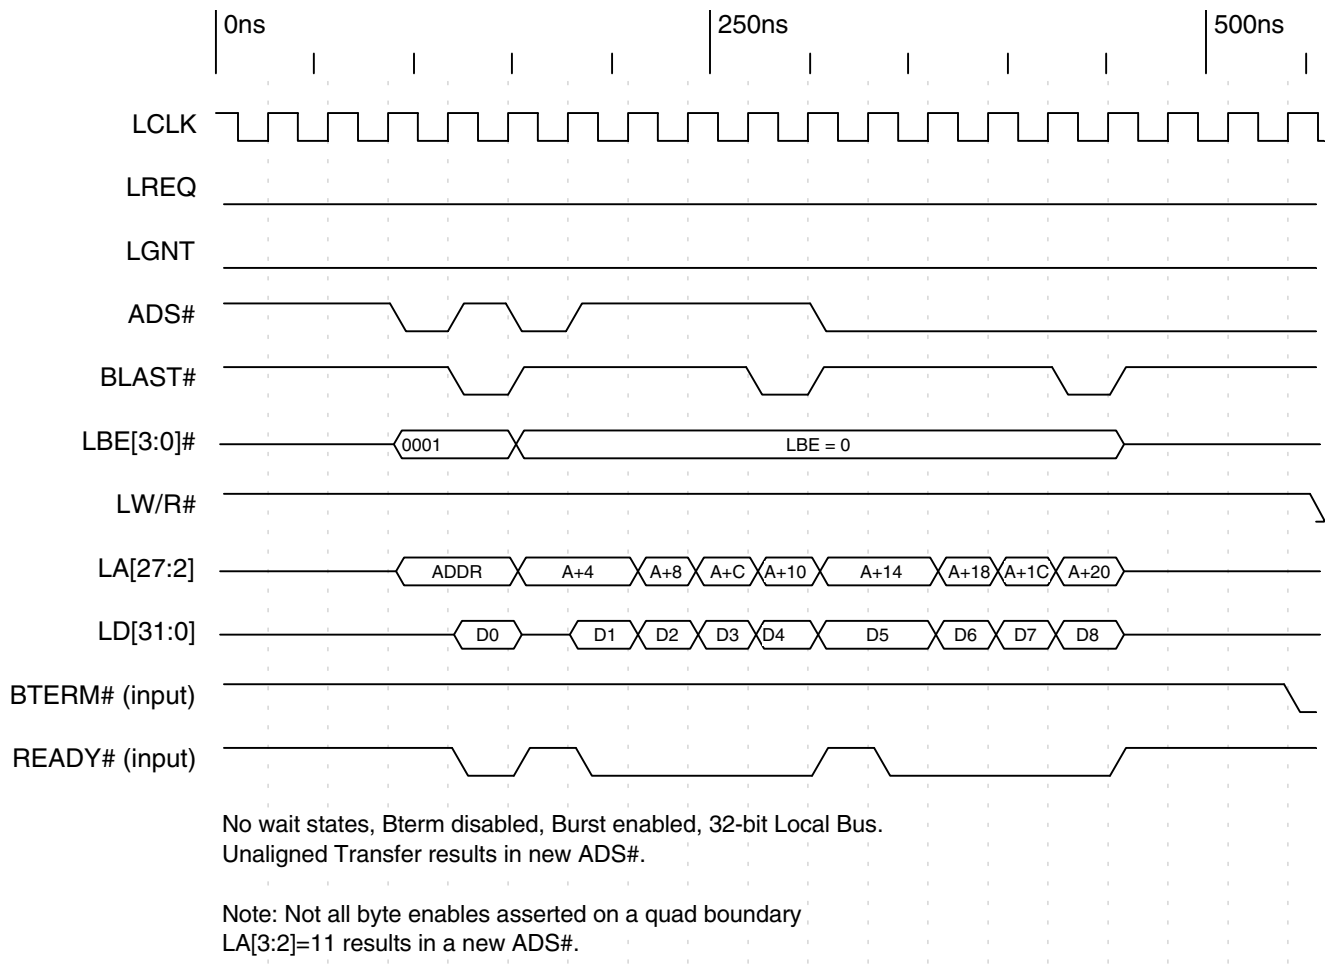 0ns 250ns 500ns
LCLK
LREQ
LGNT
ADS#
BLAST#
LBE[3:0]# 0001 LBE = 0
LW/R#
LA[27:2] ADDR A+4 A+8 A+C A+10 A+14 A+18 A+1C A+20
LD[31:0] D0 D1 D2 D3 D4 D5 D6 D7 D8
BTERM# (input)
READY# (input)
No wait states, Bterm disabled, Burst enabled, 32-bit Local Bus.
Unaligned Transfer results in new ADS#.
Note: Not all byte enables asserted on a quad boundary
LA[3:2]=11 results in a new ADS#.